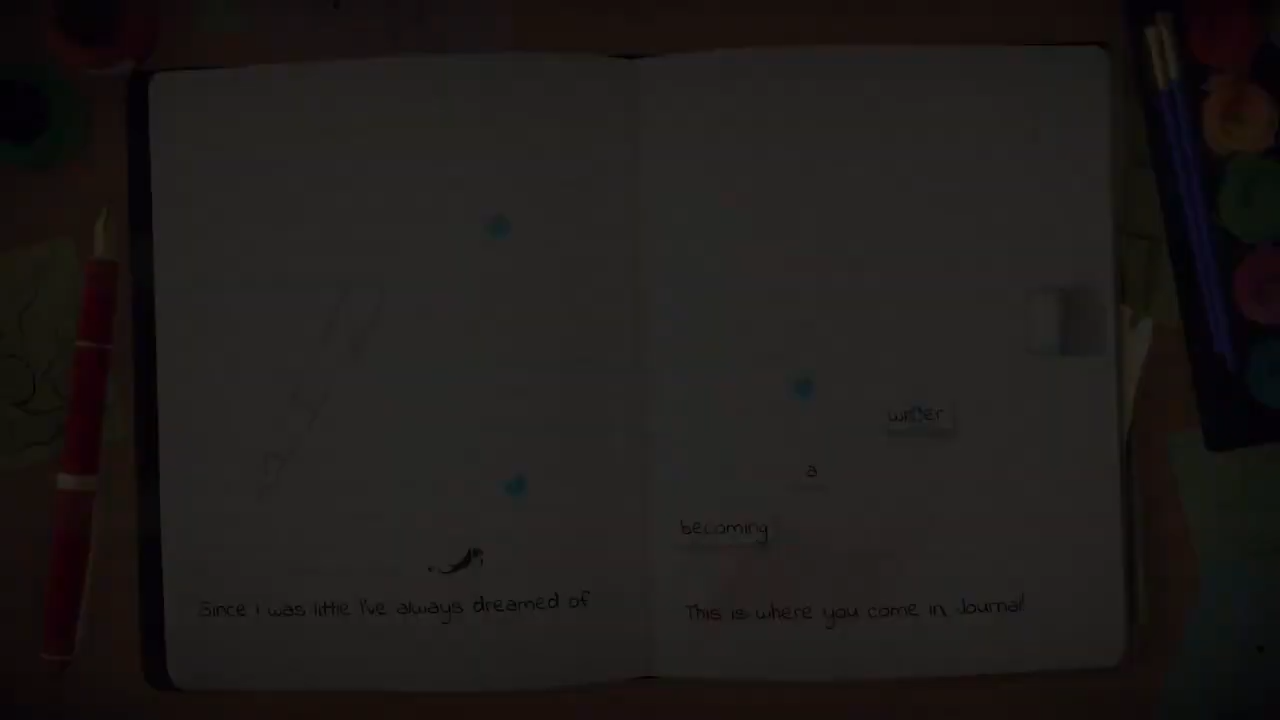 Since I was little I've always dreamed of
becoming
a
writer
This is where you come in Journal